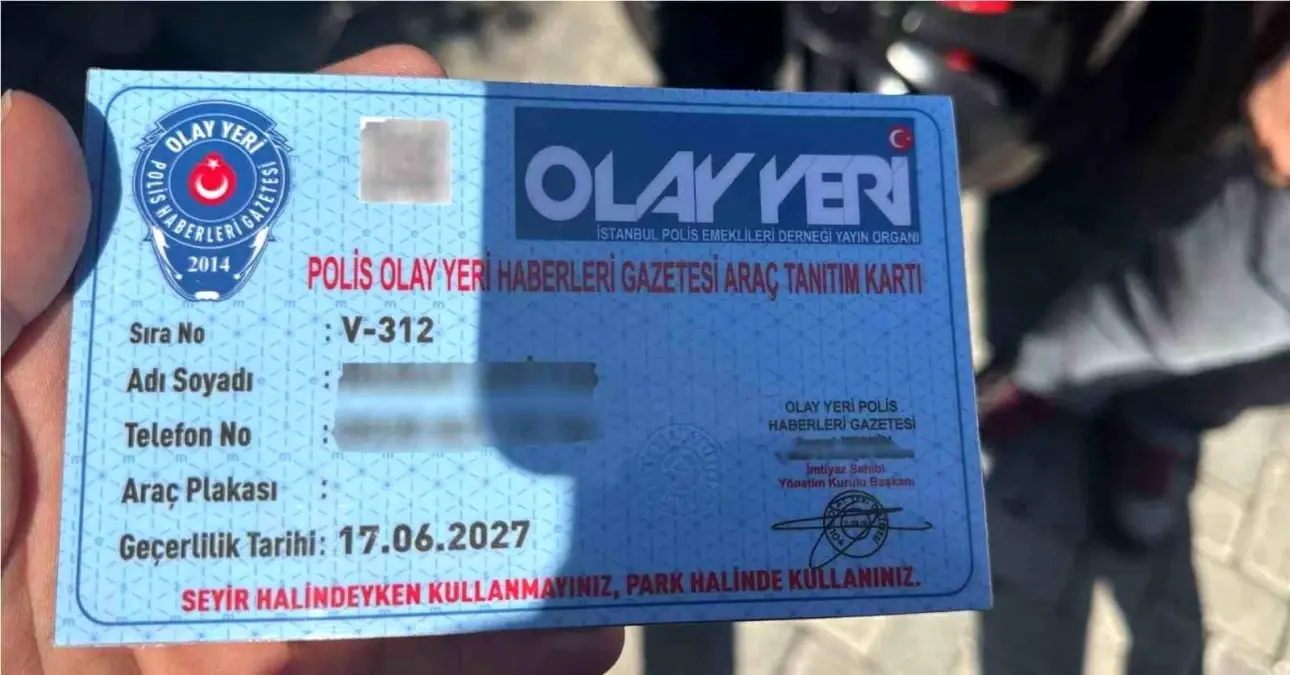 OLAY YERİ
POLİS HABERLERİ GAZETESİ
2014
OLAY YERİ
İSTANBUL POLİS EMEKLİLERİ DERNEĞİ YAYIN ORGANI
POLİS OLAY YERİ HABERLERİ GAZETESİ ARAÇ TANITIM KARTI
Sıra No : V-312
Adı Soyadı :
Telefon No :
Araç Plakası :
Geçerlilik Tarihi : 17.06.2027
OLAY YERİ POLİS
HABERLERİ GAZETESİ
İmtiyaz Sahibi
Yönetim Kurulu Başkanı
SEYİR HALİNDEYKEN KULLANMAYINIZ, PARK HALİNDE KULLANINIZ.